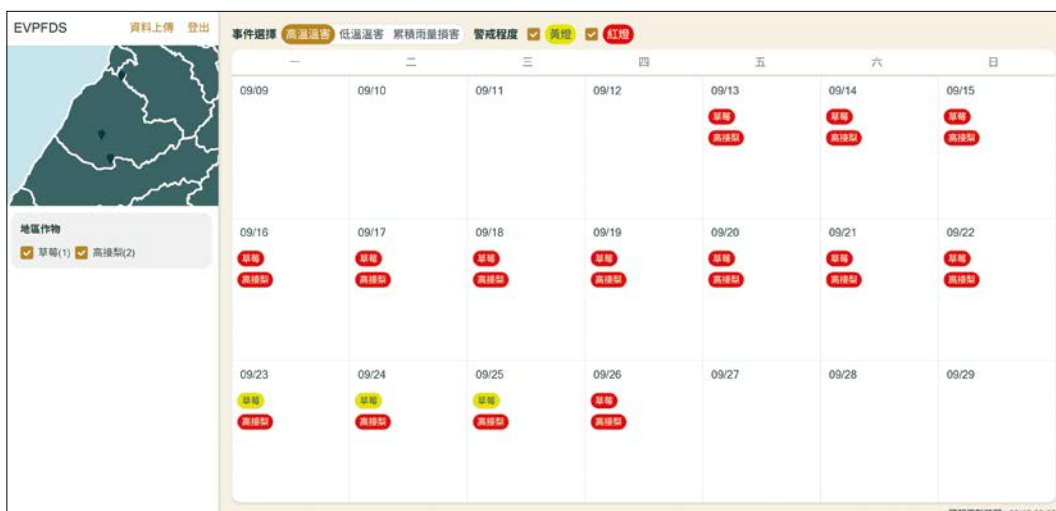 EVPFDS 資料上傳 登出
事件選擇 高溫溫害 低溫溫害 累積雨量損害 警戒程度 黃燈 紅燈
一 二 三 四 五 六 日
09/09 09/10 09/11 09/12 09/13 09/14 09/15
草莓 草莓 草莓
高接梨 高接梨 高接梨
地區作物
草莓(1) 高接梨(2)
09/16 09/17 09/18 09/19 09/20 09/21 09/22
草莓 草莓 草莓 草莓 草莓 草莓 草莓
高接梨 高接梨 高接梨 高接梨 高接梨 高接梨 高接梨
09/23 09/24 09/25 09/26 09/27 09/28 09/29
草莓 草莓 草莓 草莓
高接梨 高接梨 高接梨 高接梨